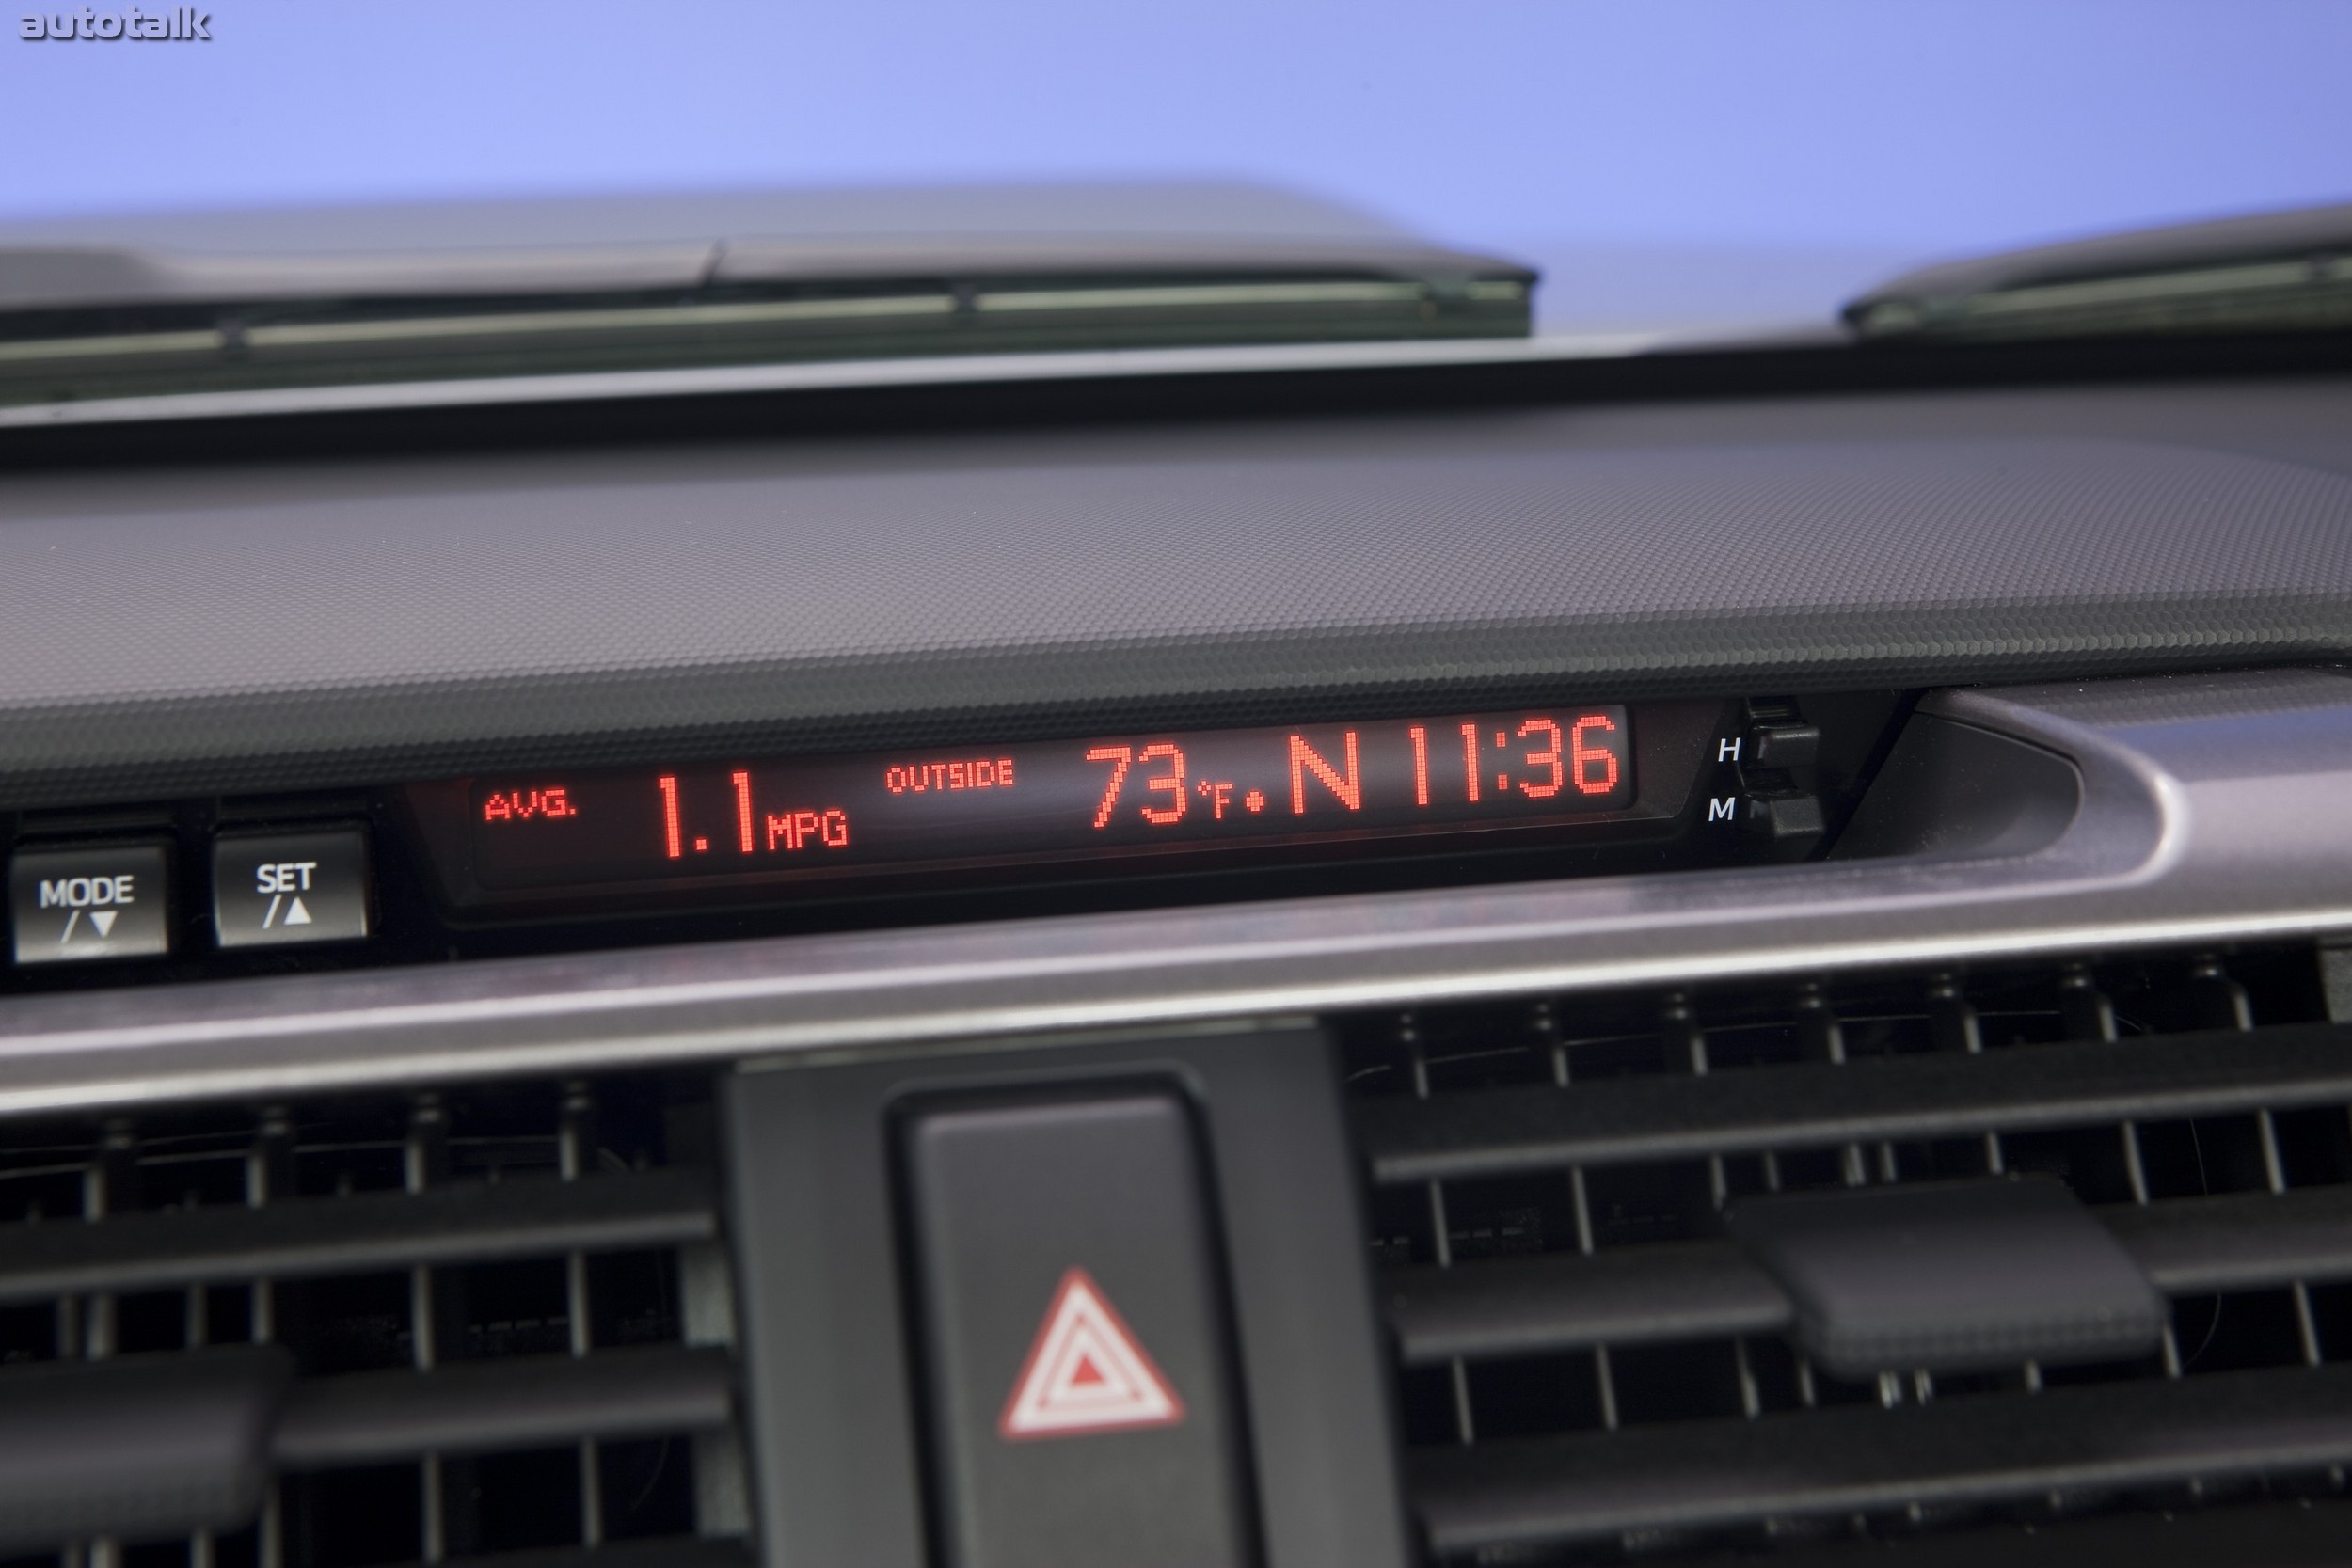 autotalk
AVG. 1.1 MPG OUTSIDE 73°F • N 11:36
H
M
MODE
/▼
SET
/▲